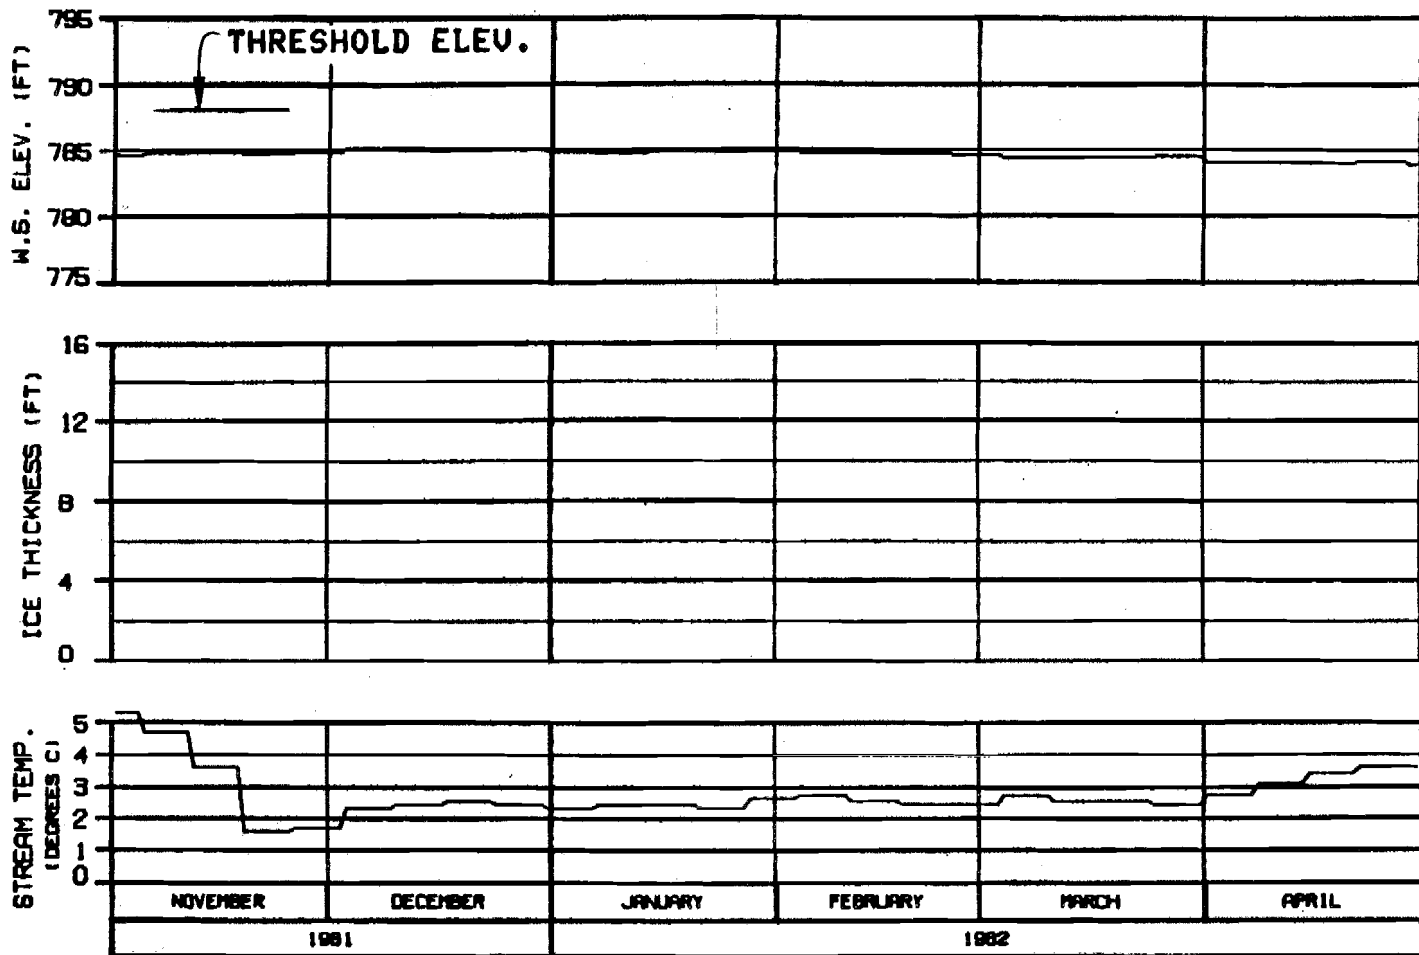 795
THRESHOLD ELEV.
790
785
780
775
W.S. ELEV. (FT)
16
12
8
4
0
ICE THICKNESS (FT)
5
4
3
2
1
0
STREAM TEMP.
(DEGREES C)
NOVEMBER DECEMBER JANUARY FEBRUARY MARCH APRIL
1981 1982